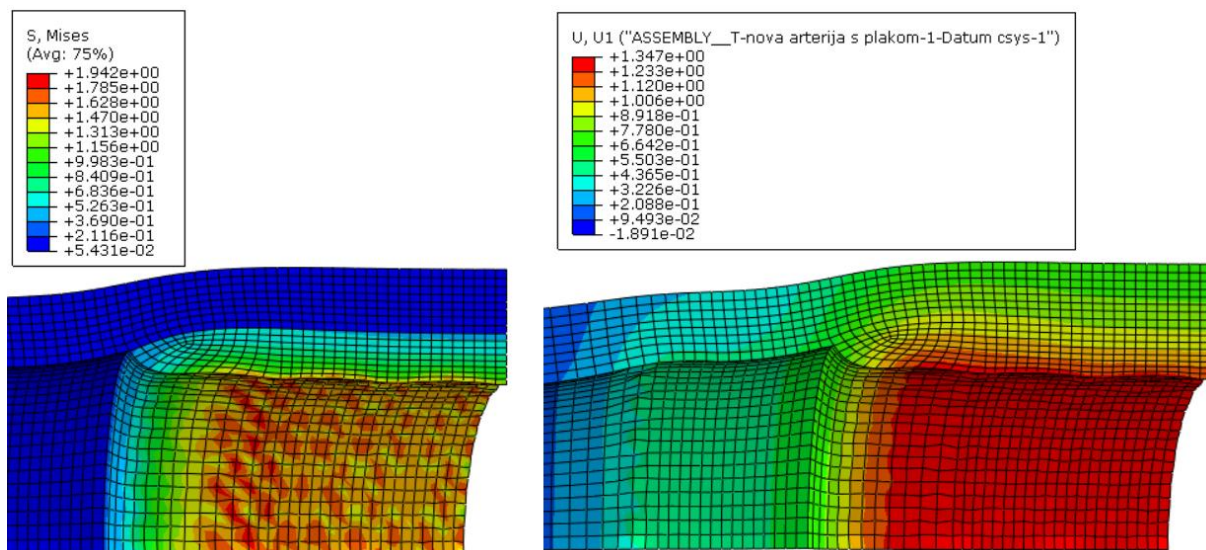 S, Mises
(Avg: 75%)
+1.942e+00
+1.785e+00
+1.628e+00
+1.470e+00
+1.313e+00
+1.156e+00
+9.983e-01
+8.409e-01
+6.836e-01
+5.263e-01
+3.690e-01
+2.116e-01
+5.431e-02
U, U1 ("ASSEMBLY__T-nova arterija s plakom-1-Datum csys-1")
+1.347e+00
+1.233e+00
+1.120e+00
+1.006e+00
+8.918e-01
+7.780e-01
+6.642e-01
+5.503e-01
+4.365e-01
+3.226e-01
+2.088e-01
+9.493e-02
-1.891e-02